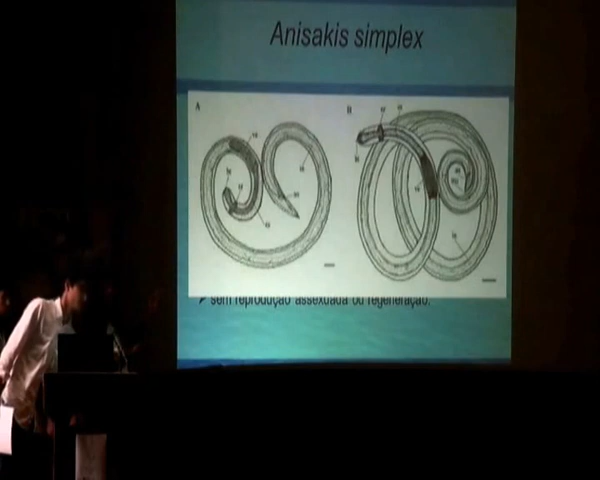 Anisakis simplex
A
B
sem reprodução assexuada ou regeneração.